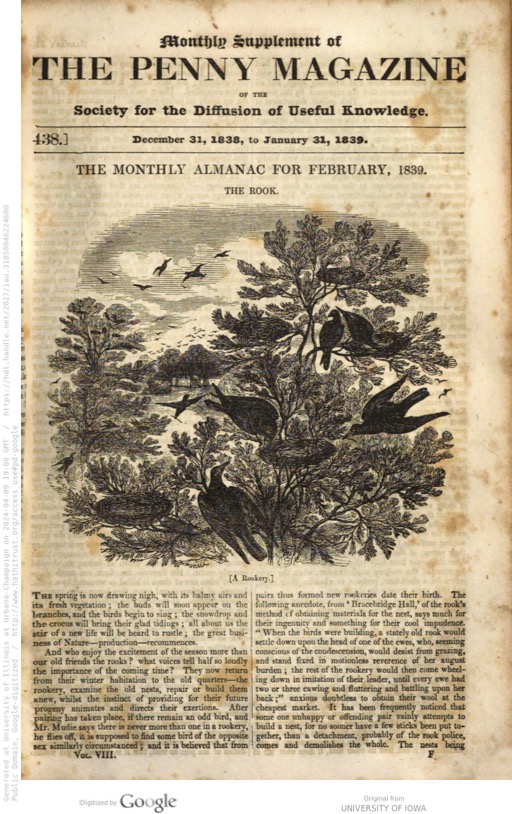 Monthly Supplement of
THE PENNY MAGAZINE
OF THE
Society for the Diffusion of Useful Knowledge.
438.]
December 31, 1838, to January 31, 1839.
THE MONTHLY ALMANAC FOR FEBRUARY, 1839.
THE ROOK.
[A Rookery.]
THE spring is now drawing nigh, with its balmy airs and
its fresh vegetation; the buds will soon appear on the
branches, and the birds begin to sing; the snowdrop and
the crocus will bring their glad tidings; all about us the
stir of a new life will be heard to rustle; the great busi-
ness of Nature—production—recommences.
And who enjoy the excitement of the season more than
our old friends the rooks? what voices tell half so loudly
the importance of the coming time? They now return
from their winter habitation to the old quarters—the
rookery, examine the old nests, repair or build them
anew, whilst the instinct of providing for their future
progeny animates and directs their exertions. After
pairing has taken place, if there remain an odd bird, and
Mr. Mudie says there is never more than one in a rookery,
he flies off, it is supposed to find some bird of the opposite
sex similarly circumstanced; and it is believed that from
VOL. VIII.
pairs thus formed new rookeries date their birth. The
following anecdote, from 'Bracebridge Hall,' of the rook's
method of obtaining materials for the nest, says much for
their ingenuity and something for their cool impudence.
"When the birds were building, a stately old rook would
settle down upon the head of one of the ewes, who, seeming
conscious of the condescension, would desist from grazing,
and stand fixed in motionless reverence of her august
burden; the rest of the rookery would then come wheel-
ing down in imitation of their leader, until every ewe had
two or three cawing and fluttering and battling upon her
back;" anxious doubtless to obtain their wool at the
cheapest market. It has been frequently noticed that
some one unhappy or offending pair vainly attempts to
build a nest, for no sooner have a few sticks been put to-
gether, than a detachment, probably of the rook police,
comes and demolishes the whole. The nests being
F
Generated at University of Illinois at Urbana-Champaign on 2024-04-09 19:08 GMT / https://hdl.handle.net/2027/iau.31858046224600
Public Domain, Google-digitized / http://www.hathitrust.org/access_use#pd-google
Digitized by Google
Original from
UNIVERSITY OF IOWA